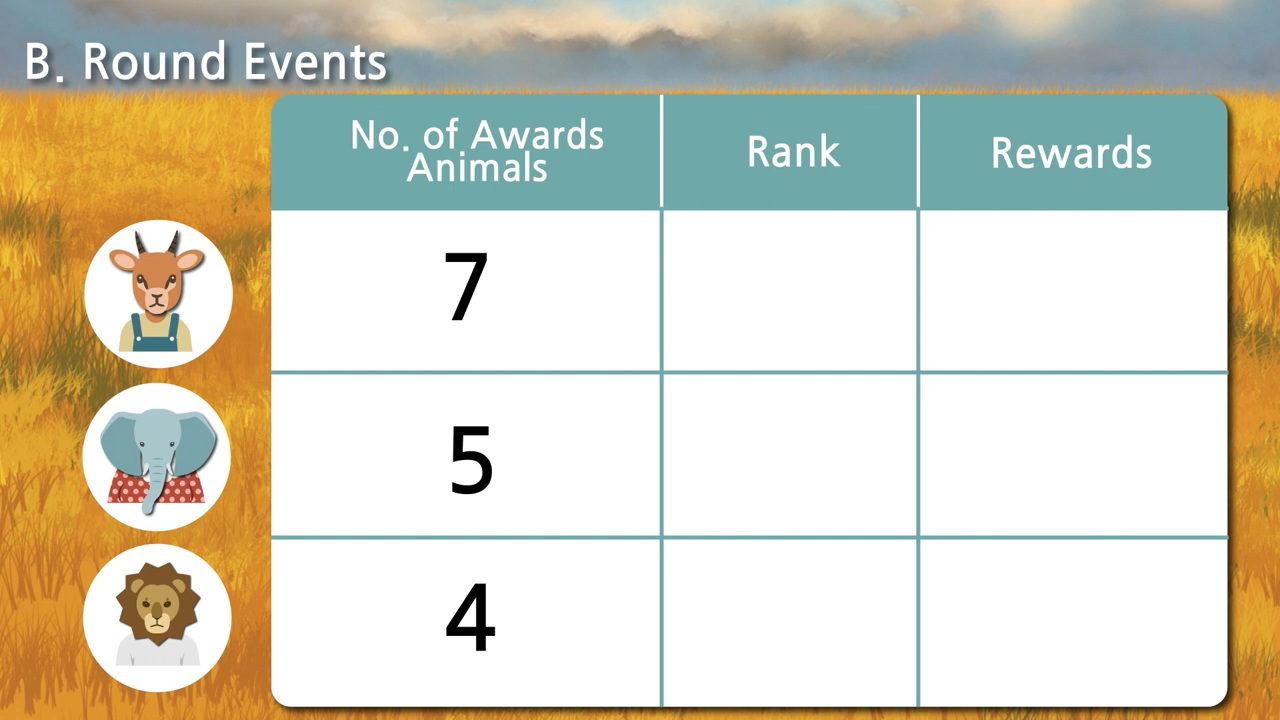 B. Round Events
No. of Awards
Animals
Rank
Rewards
7
5
4